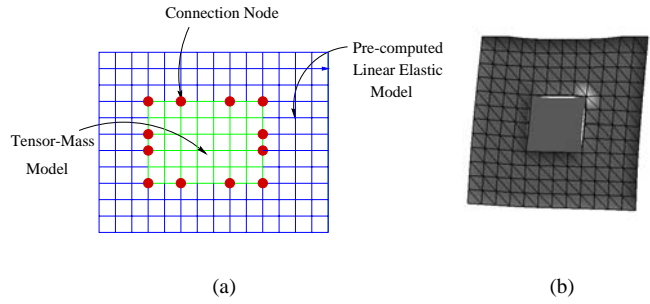 Connection Node
Pre-computed
Linear Elastic
Model
Tensor-Mass
Model
(a)
(b)